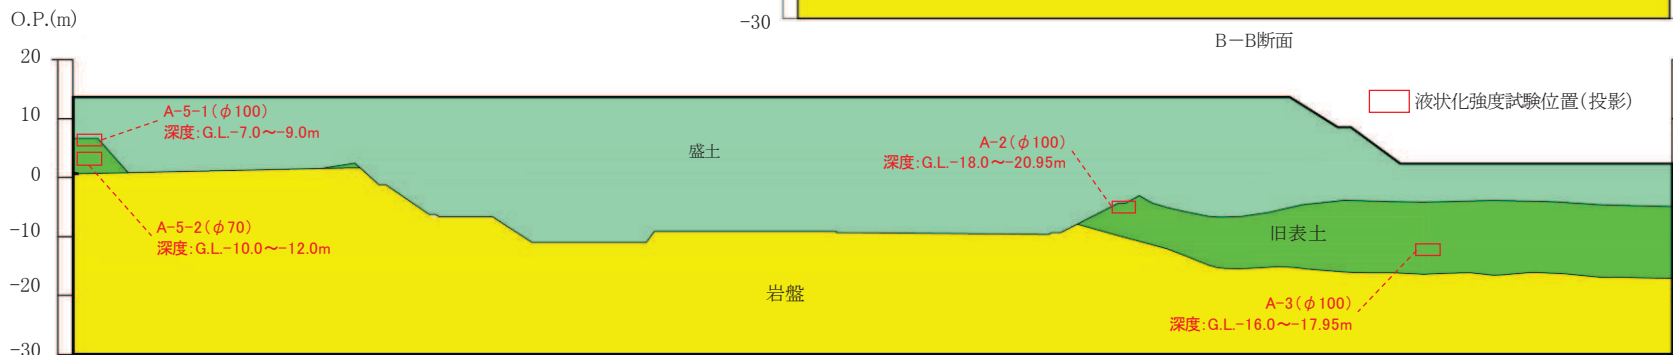 O.P.(m)
-30
B－B断面
20
10
0
-10
-20
-30
A-5-1(φ100)
深度:G.L.-7.0～-9.0m
A-5-2(φ70)
深度:G.L.-10.0～-12.0m
盛土
A-2(φ100)
深度:G.L.-18.0～-20.95m
液状化強度試験位置(投影)
旧表土
岩盤
A-3(φ100)
深度:G.L.-16.0～-17.95m